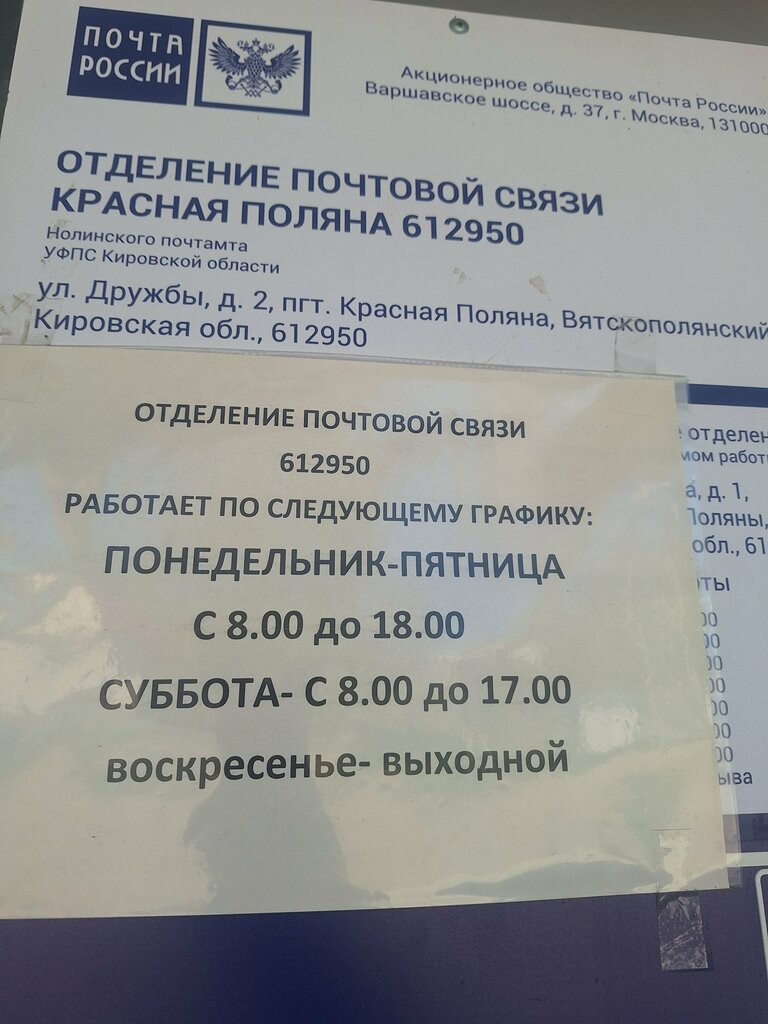 ПОЧТА
РОССИИ
Акционерное общество «Почта России»
Варшавское шоссе, д. 37, г. Москва, 131000
ОТДЕЛЕНИЕ ПОЧТОВОЙ СВЯЗИ
КРАСНАЯ ПОЛЯНА 612950
Нолинского почтамта
УФПС Кировской области
ул. Дружбы, д. 2, пгт. Красная Поляна, Вятскополянский
Кировская обл., 612950
ОТДЕЛЕНИЕ ПОЧТОВОЙ СВЯЗИ
612950
РАБОТАЕТ ПО СЛЕДУЮЩЕМУ ГРАФИКУ:
ПОНЕДЕЛЬНИК-ПЯТНИЦА
С 8.00 до 18.00
СУББОТА- С 8.00 до 17.00
воскресенье- выходной
д. 1,